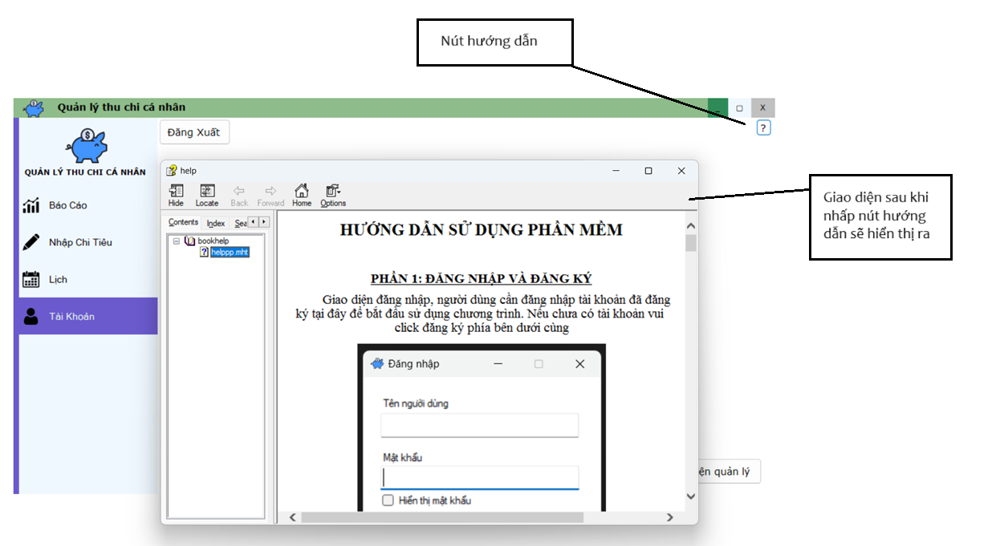 Nút hướng dẫn
Quản lý thu chi cá nhân
X
?
Đăng Xuất
QUẢN LÝ THU CHI CÁ NHÂN
Báo Cáo
Nhập Chi Tiêu
Lịch
Tài Khoản
help
Hide Locate Back Forward Home Options
Contents Index Sea
bookhelp
helppp.mht
HƯỚNG DẪN SỬ DỤNG PHẦN MỀM
PHẦN 1: ĐĂNG NHẬP VÀ ĐĂNG KÝ
Giao diện đăng nhập, người dùng cần đăng nhập tài khoản đã đăng
ký tại đây để bắt đầu sử dụng chương trình. Nếu chưa có tài khoản vui
click đăng ký phía bên dưới cùng
Đăng nhập
Tên người dùng
Mật khẩu
Hiển thị mật khẩu
ện quản lý
Giao diện sau khi
nhấp nút hướng
dẫn sẽ hiển thị ra